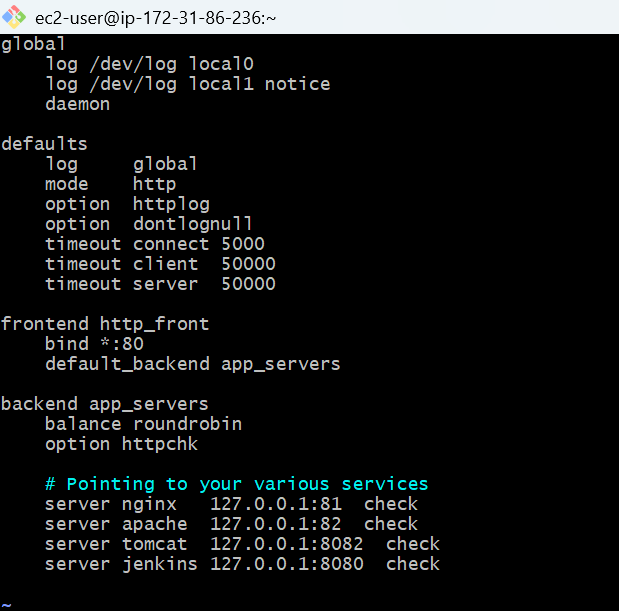 ec2-user@ip-172-31-86-236:~
global
    log /dev/log local0
    log /dev/log local1 notice
    daemon

defaults
    log     global
    mode    http
    option  httplog
    option  dontlognull
    timeout connect 5000
    timeout client  50000
    timeout server  50000

frontend http_front
    bind *:80
    default_backend app_servers

backend app_servers
    balance roundrobin
    option httpchk

    # Pointing to your various services
    server nginx   127.0.0.1:81  check
    server apache  127.0.0.1:82  check
    server tomcat  127.0.0.1:8082  check
    server jenkins 127.0.0.1:8080  check

~